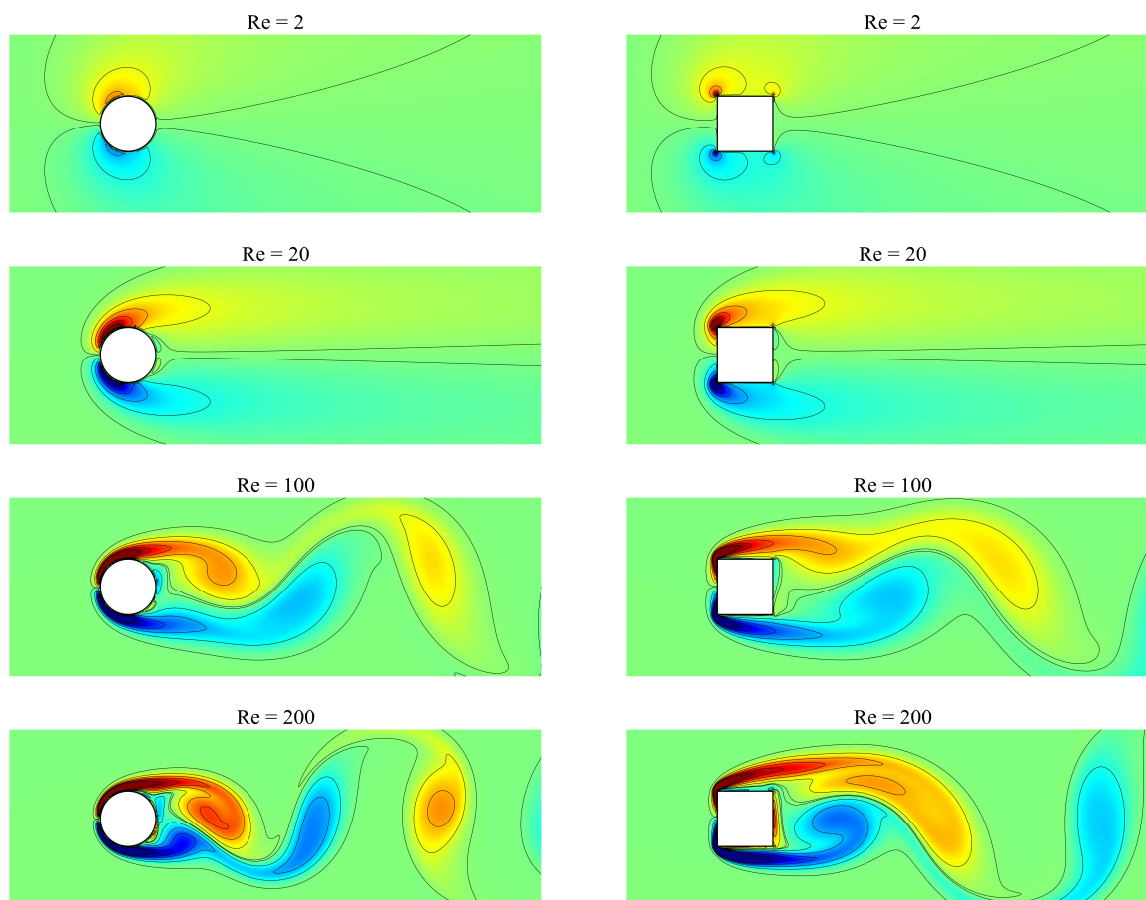 Re = 2
Re = 2
Re = 20
Re = 20
Re = 100
Re = 100
Re = 200
Re = 200